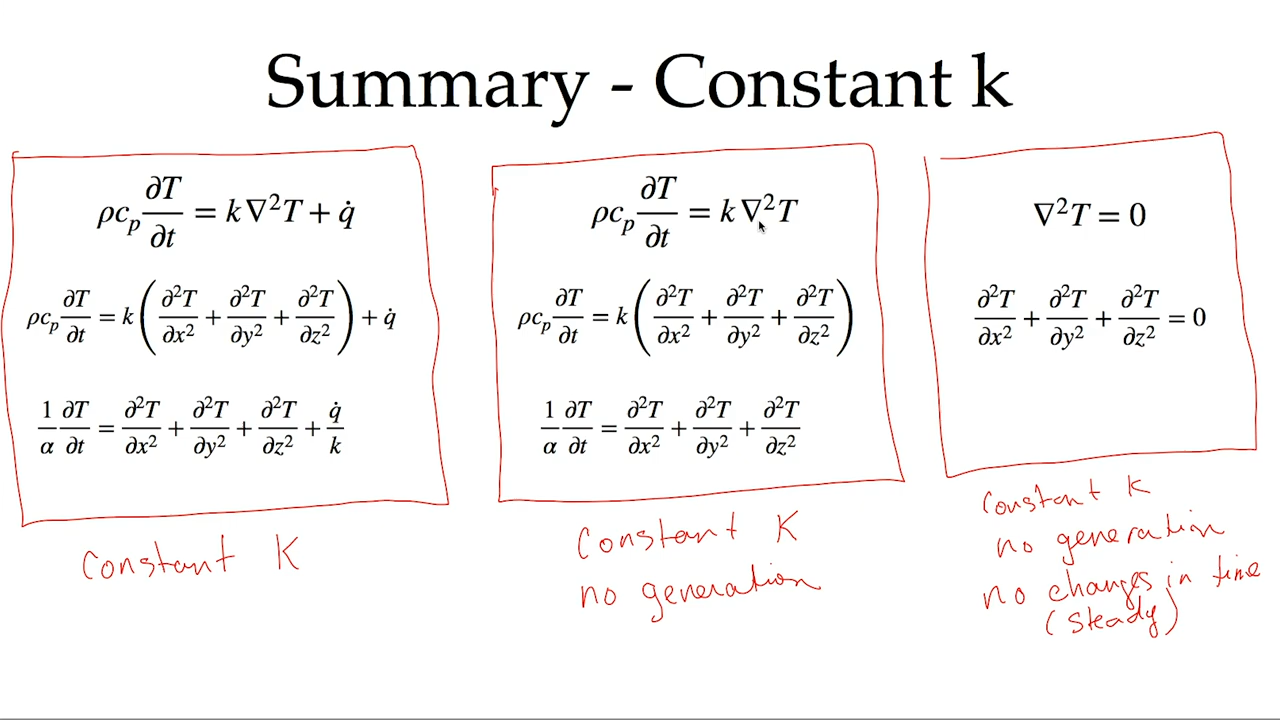 Summary - Constant k
ρc_p ∂T/∂t = k∇²T + q̇
ρc_p ∂T/∂t = k(∂²T/∂x² + ∂²T/∂y² + ∂²T/∂z²) + q̇
1/α ∂T/∂t = ∂²T/∂x² + ∂²T/∂y² + ∂²T/∂z² + q̇/k
Constant K
ρc_p ∂T/∂t = k∇²T
ρc_p ∂T/∂t = k(∂²T/∂x² + ∂²T/∂y² + ∂²T/∂z²)
1/α ∂T/∂t = ∂²T/∂x² + ∂²T/∂y² + ∂²T/∂z²
Constant K
no generation
∇²T = 0
∂²T/∂x² + ∂²T/∂y² + ∂²T/∂z² = 0
Constant K
no generation
no changes in time
(steady)